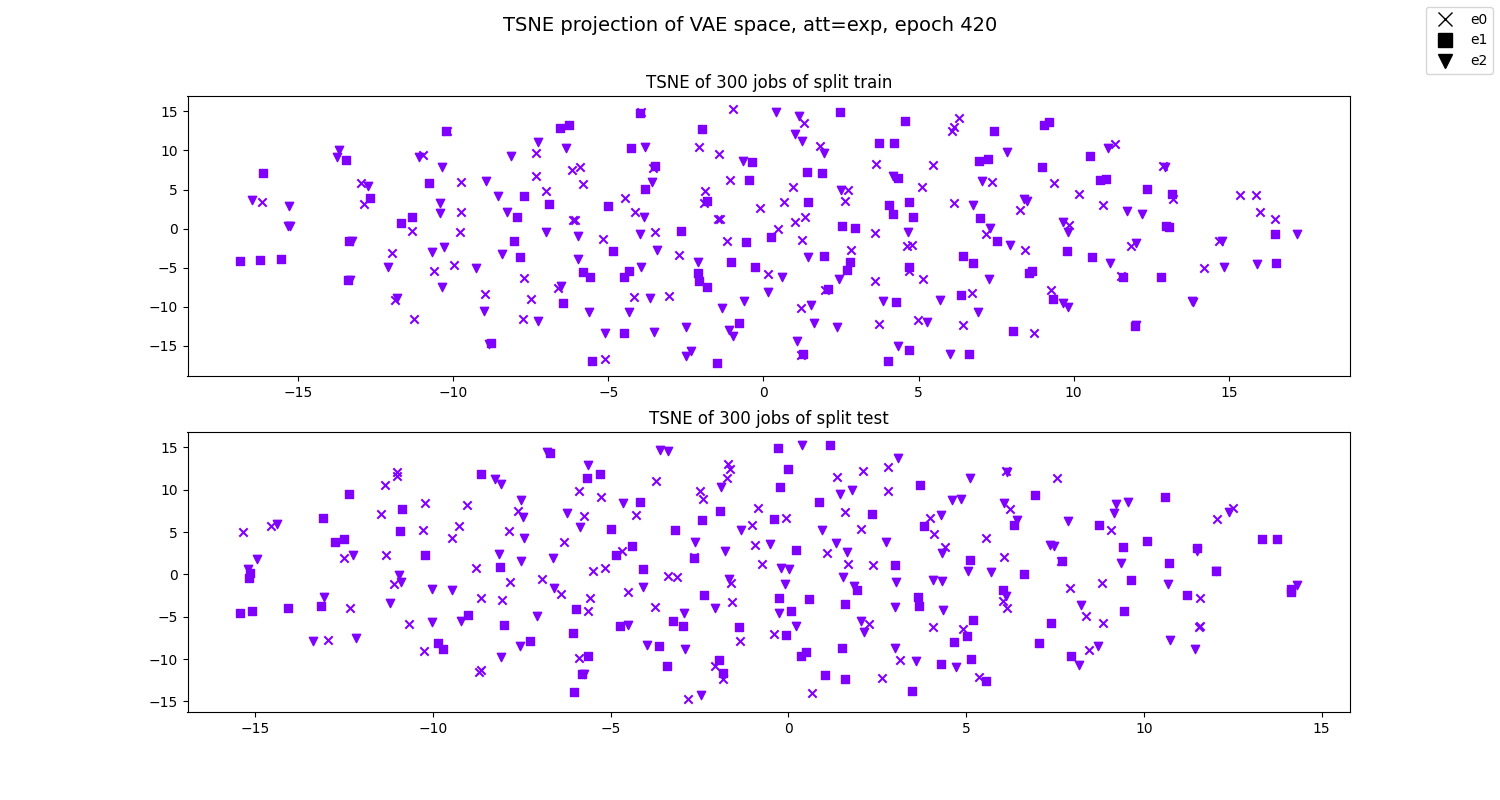 TSNE projection of VAE space, att=exp, epoch 420
e0
e1
e2
TSNE of 300 jobs of split train
15
10
5
0
−5
−10
−15
−15 −10 −5 0 5 10 15
TSNE of 300 jobs of split test
15
10
5
0
−5
−10
−15
−15 −10 −5 0 5 10 15